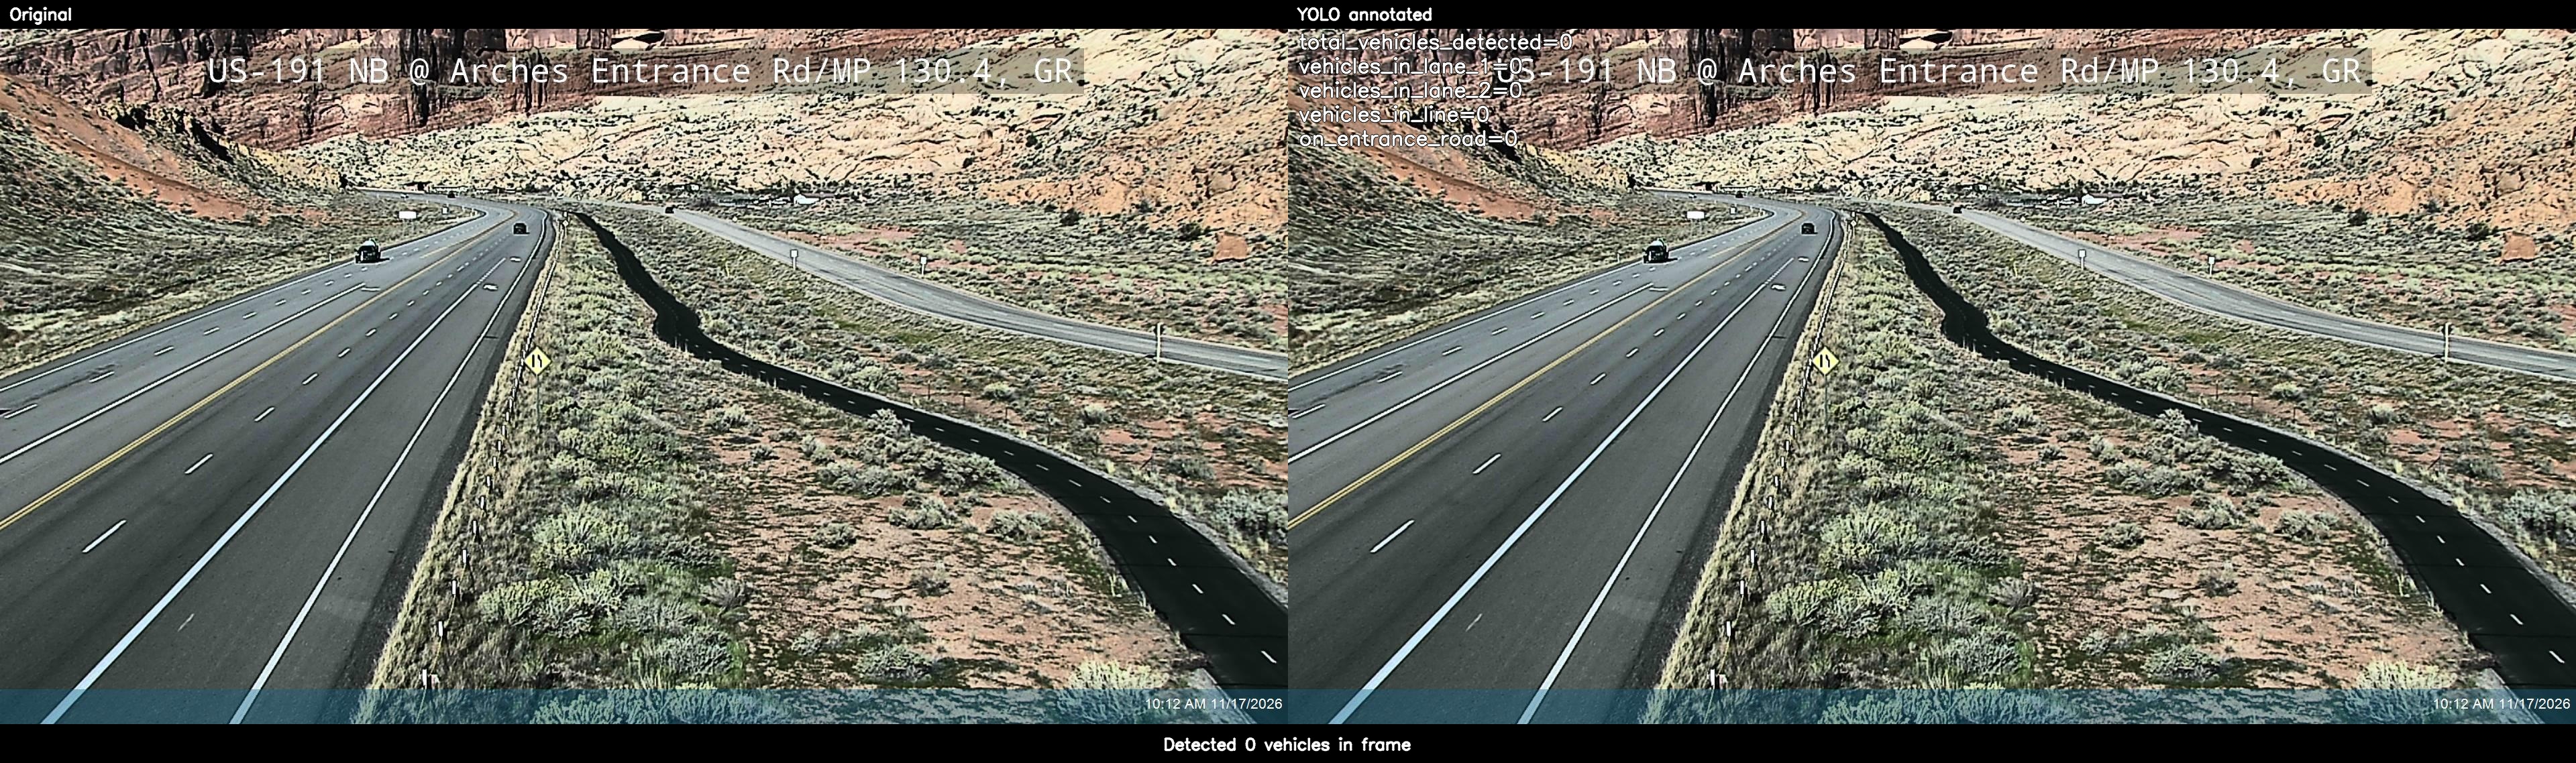 Original
YOLO annotated
US-191 NB @ Arches Entrance Rd/MP 130.4, GR
total_vehicles_detected=0
vehicles_in_lane_1=0
US-191 NB @ Arches Entrance Rd/MP 130.4, GR
vehicles_in_lane_2=0
vehicles_in_line=0
on_entrance_road=0
10:12 AM 11/17/2026
10:12 AM 11/17/2026
Detected 0 vehicles in frame